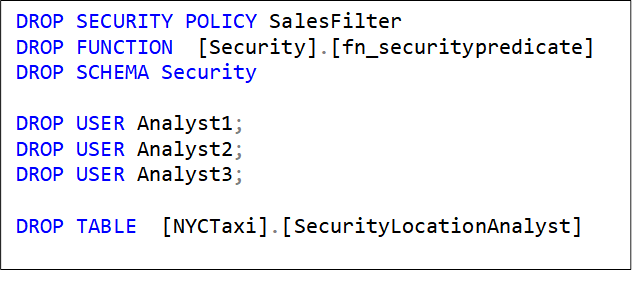 DROP SECURITY POLICY SalesFilter
DROP FUNCTION  [Security].[fn_securitypredicate]
DROP SCHEMA Security
DROP USER Analyst1;
DROP USER Analyst2;
DROP USER Analyst3;
DROP TABLE  [NYCTaxi].[SecurityLocationAnalyst]